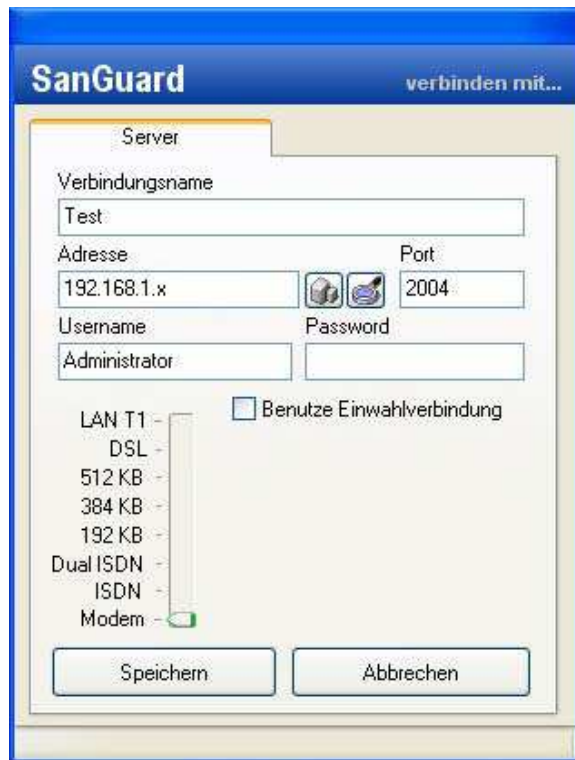 SanGuard verbinden mit...
Server
Verbindungsname
Test
Adresse Port
192.168.1.x 2004
Username Password
Administrator
Benutze Einwahlverbindung
LAN T1
DSL
512 KB
384 KB
192 KB
Dual ISDN
ISDN
Modem
Speichern Abbrechen